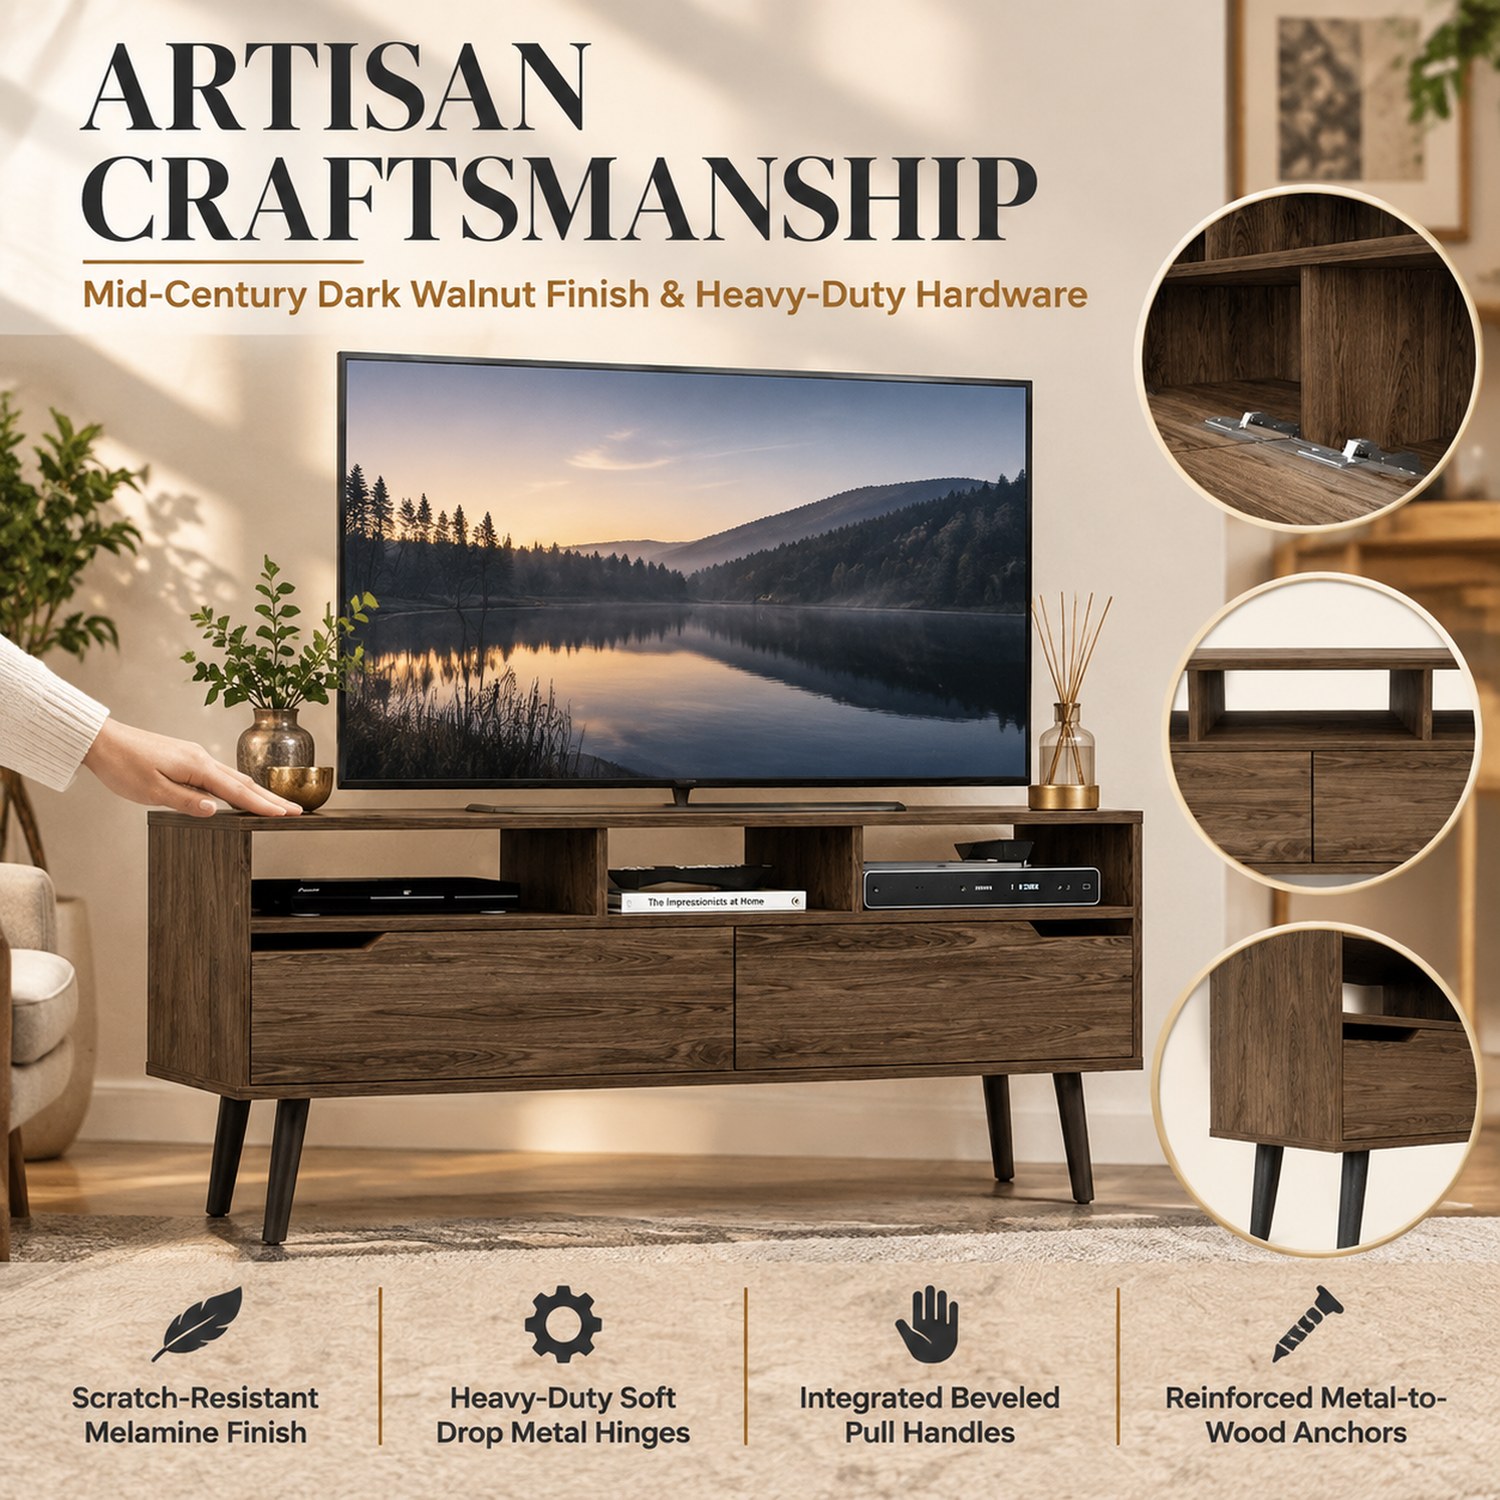 ARTISAN
CRAFTSMANSHIP
Mid-Century Dark Walnut Finish & Heavy-Duty Hardware
The Impressionists at Home
Scratch-Resistant
Melamine Finish
Heavy-Duty Soft
Drop Metal Hinges
Integrated Beveled
Pull Handles
Reinforced Metal-to-
Wood Anchors